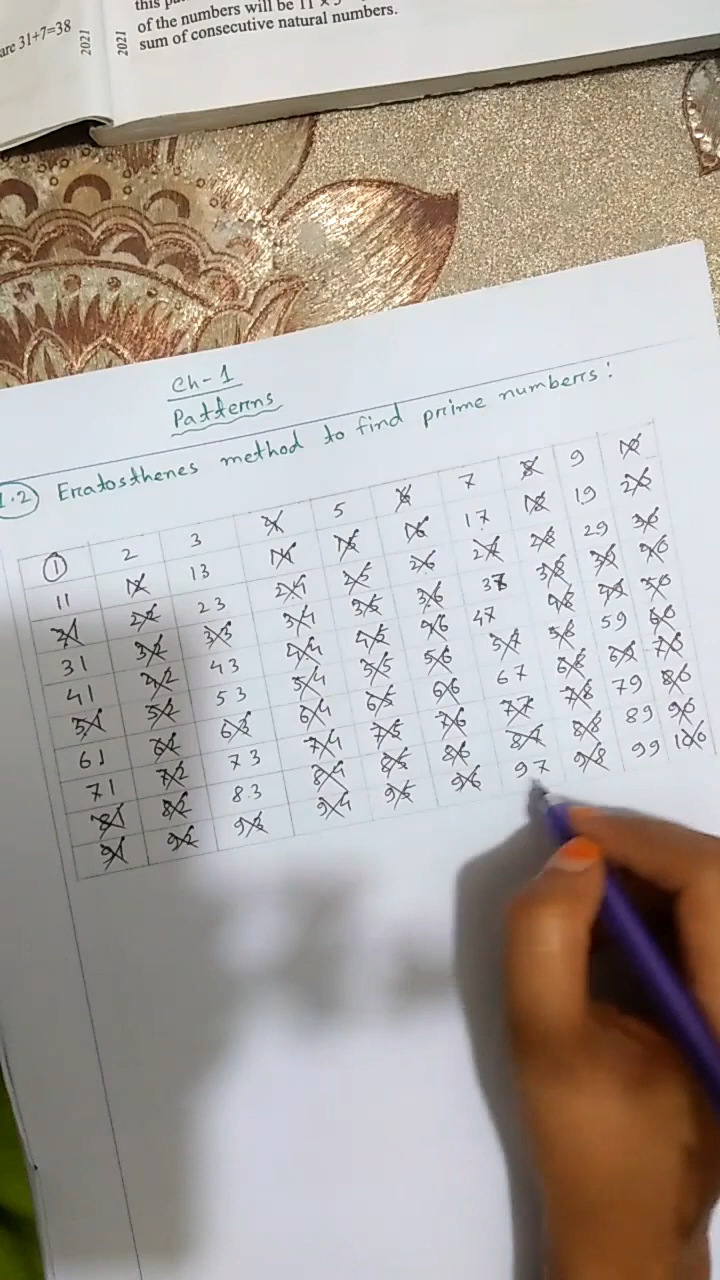 are 31+7=38
2021
2021
of the numbers will be 11 ×
sum of consecutive natural numbers.
Ch-1
Patterns
1.2 Eratosthenes method to find prime numbers:
1 2 3 4 5 6 7 8 9 10
11 12 13 14 15 16 17 18 19 20
21 22 23 24 25 26 27 28 29 30
31 32 33 34 35 36 37 38 39 40
41 42 43 44 45 46 47 48 49 50
51 52 53 54 55 56 57 58 59 60
61 62 63 64 65 66 67 68 69 70
71 72 73 74 75 76 77 78 79 80
81 82 83 84 85 86 87 88 89 90
91 92 93 94 95 96 97 98 99 100